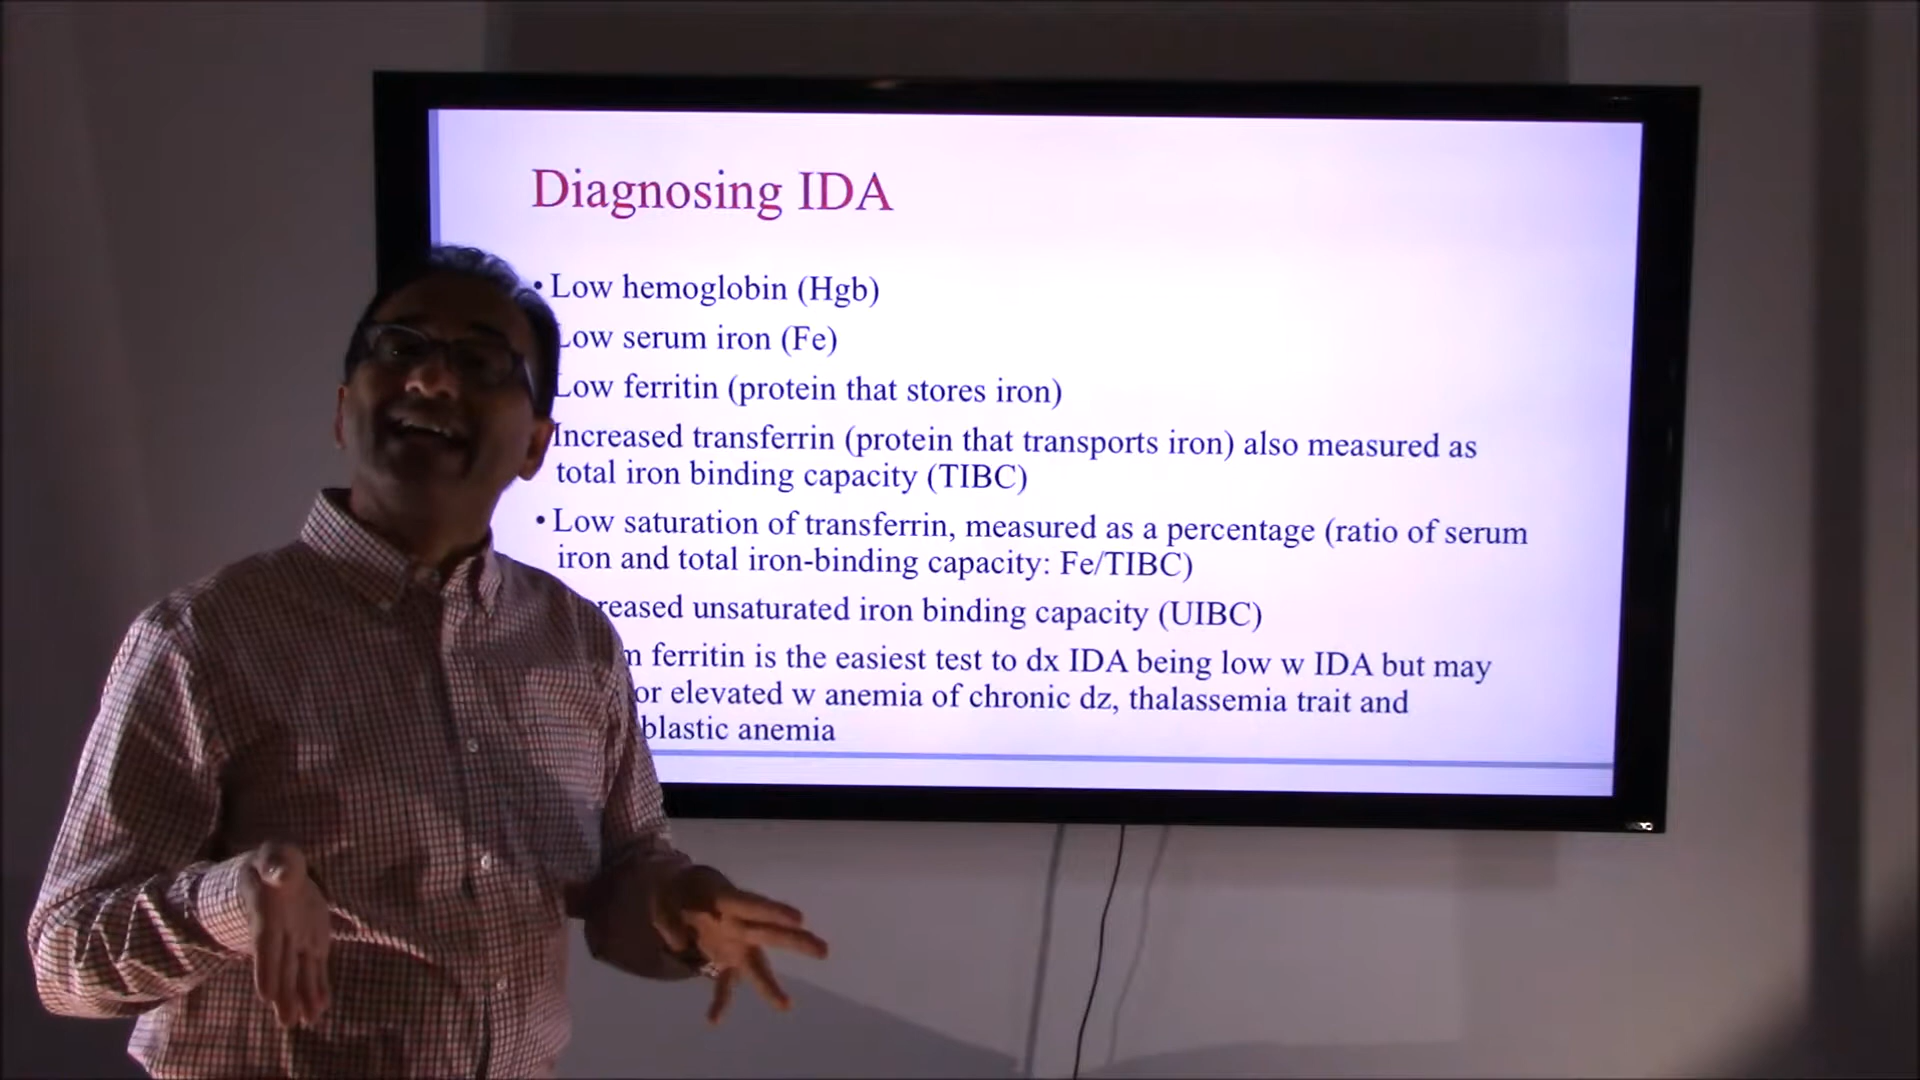 Diagnosing IDA
• Low hemoglobin (Hgb)
Low serum iron (Fe)
Low ferritin (protein that stores iron)
Increased transferrin (protein that transports iron) also measured as
total iron binding capacity (TIBC)
• Low saturation of transferrin, measured as a percentage (ratio of serum
iron and total iron-binding capacity: Fe/TIBC)
reased unsaturated iron binding capacity (UIBC)
ferritin is the easiest test to dx IDA being low w IDA but may
or elevated w anemia of chronic dz, thalassemia trait and
blastic anemia